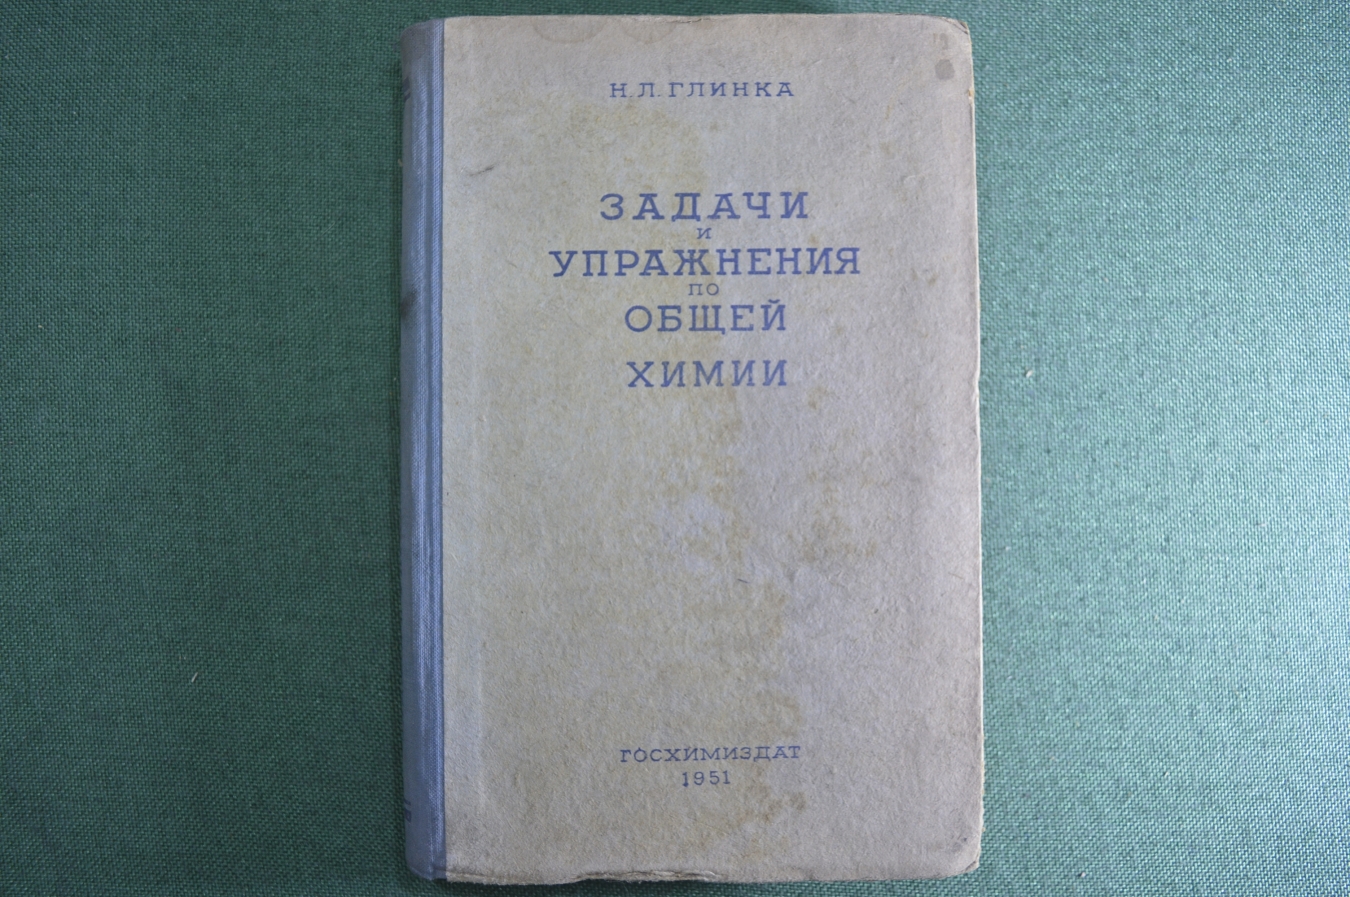 Н. Л. ГЛИНКА
ЗАДАЧИ
И
УПРАЖНЕНИЯ
ПО
ОБЩЕЙ
ХИМИИ
ГОСХИМИЗДАТ
1951